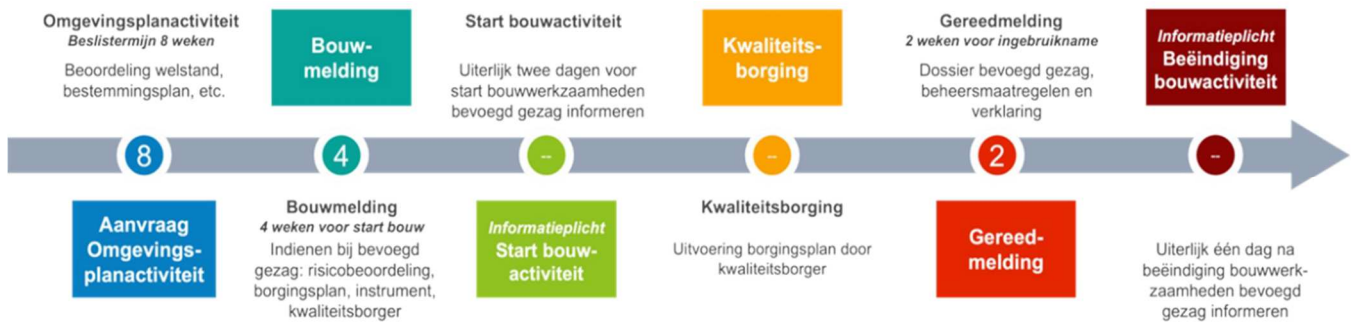 Omgevingsplanactiviteit
Beslistermijn 8 weken
Beoordeling welstand,
bestemmingsplan, etc.
8
Aanvraag
Omgevings-
planactiviteit
Bouw-
melding
4
Bouwmelding
4 weken voor start bouw
Indienen bij bevoegd
gezag: risicobeoordeling,
borgingsplan, instrument,
kwaliteitsborger
Start bouwactiviteit
Uiterlijk twee dagen voor
start bouwwerkzaamheden
bevoegd gezag informeren
--
Informatieplicht
Start bouw-
activiteit
Kwaliteits-
borging
--
Kwaliteitsborging
Uitvoering borgingsplan door
kwaliteitsborger
Gereedmelding
2 weken voor ingebruikname
Dossier bevoegd gezag,
beheersmaatregelen en
verklaring
2
Gereed-
melding
Informatieplicht
Beëindiging
bouwactiviteit
--
Uiterlijk één dag na
beëindiging bouwwerk-
zaamheden bevoegd
gezag informeren